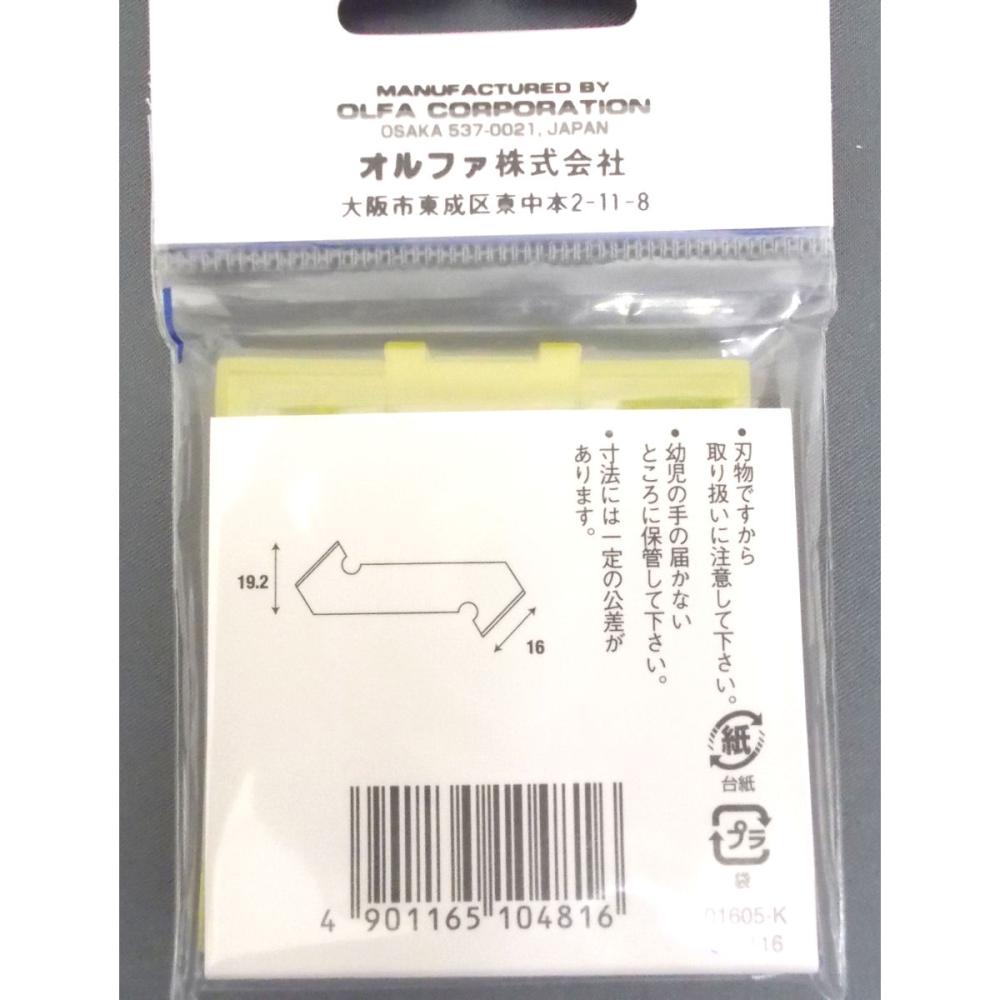 MANUFACTURED BY
OLFA CORPORATION
OSAKA 537-0021, JAPAN
オルファ株式会社
大阪市東成区東中本2-11-8
・刃物ですから
取り扱いに注意して下さい。
・幼児の手の届かない
ところに保管して下さい。
・寸法には一定の公差が
あります。
19.2
16
紙
台紙
プラ
袋
4 901165 104816
01605-K
16